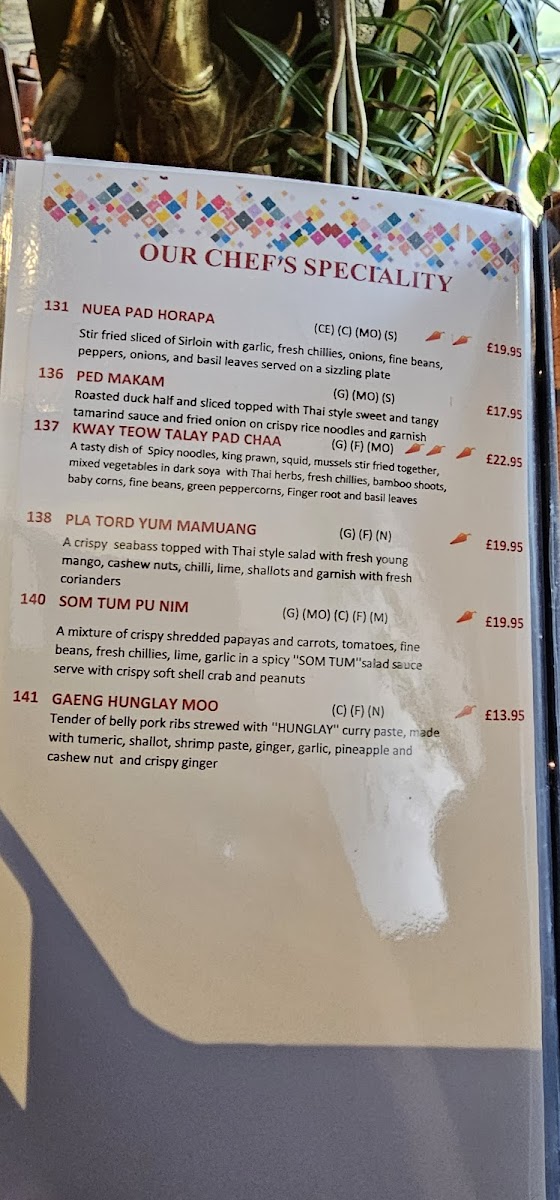 OUR CHEF'S SPECIALITY
131 NUEA PAD HORAPA (CE) (C) (MO) (S) £19.95
Stir fried sliced of Sirloin with garlic, fresh chillies, onions, fine beans,
peppers, onions, and basil leaves served on a sizzling plate
136 PED MAKAM (G) (MO) (S) £17.95
Roasted duck half and sliced topped with Thai style sweet and tangy
tamarind sauce and fried onion on crispy rice noodles and garnish
137 KWAY TEOW TALAY PAD CHAA (G) (F) (MO) £22.95
A tasty dish of Spicy noodles, king prawn, squid, mussels stir fried together,
mixed vegetables in dark soya with Thai herbs, fresh chillies, bamboo shoots,
baby corns, fine beans, green peppercorns, Finger root and basil leaves
138 PLA TORD YUM MAMUANG (G) (F) (N) £19.95
A crispy seabass topped with Thai style salad with fresh young
mango, cashew nuts, chilli, lime, shallots and garnish with fresh
corianders
140 SOM TUM PU NIM (G) (MO) (C) (F) (M) £19.95
A mixture of crispy shredded papayas and carrots, tomatoes, fine
beans, fresh chillies, lime, garlic in a spicy "SOM TUM"salad sauce
serve with crispy soft shell crab and peanuts
141 GAENG HUNGLAY MOO (C) (F) (N) £13.95
Tender of belly pork ribs strewed with "HUNGLAY" curry paste, made
with tumeric, shallot, shrimp paste, ginger, garlic, pineapple and
cashew nut and crispy ginger